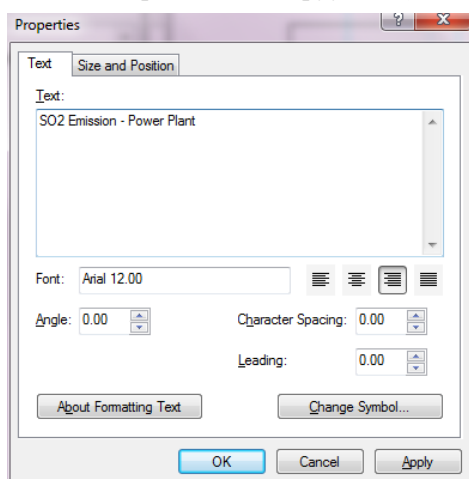 Properties
? X
Text Size and Position
Text:
SO2 Emission - Power Plant
Font: Arial 12.00
Angle: 0.00 Character Spacing: 0.00
Leading: 0.00
About Formatting Text Change Symbol...
OK Cancel Apply